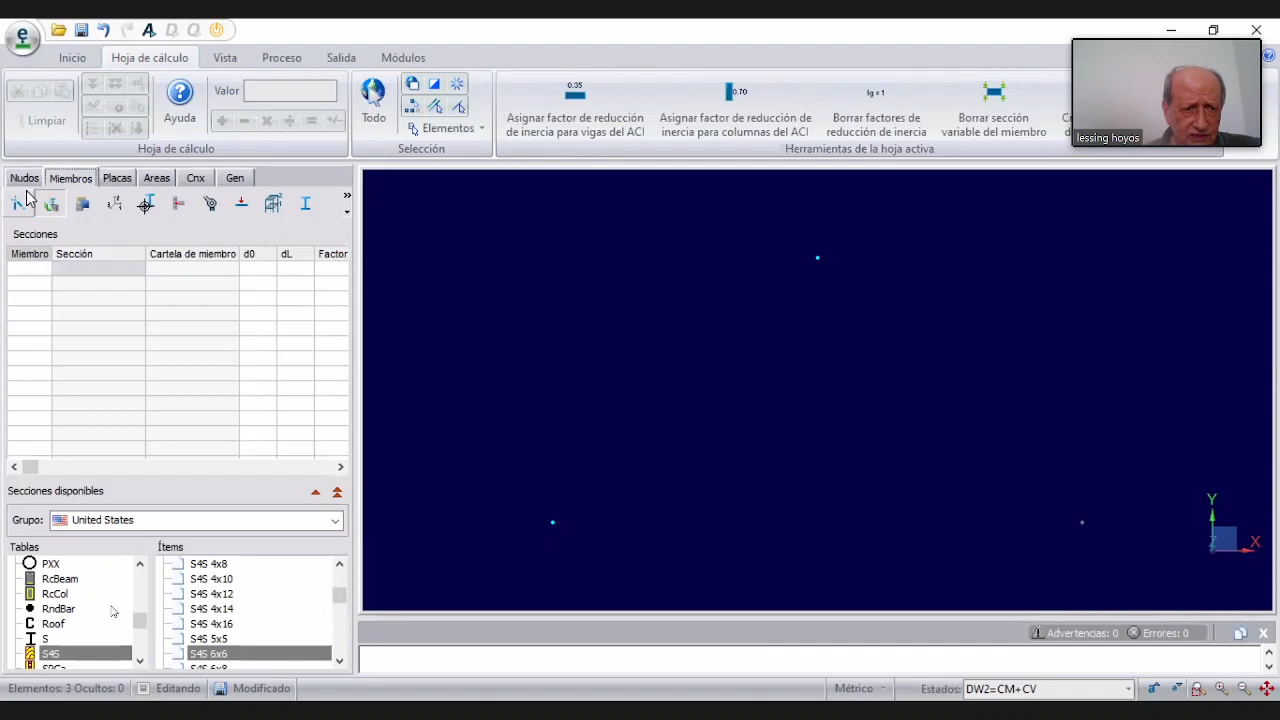 Inicio Hoja de cálculo Vista Proceso Salida Módulos
Limpiar
Ayuda
Valor
Hoja de cálculo
Todo
Elementos
Selección
0.35
Asignar factor de reducción
de inercia para vigas del ACI
0.70
Asignar factor de reducción
de inercia para columnas del ACI
Ig = 1
Borrar factores de
reducción de inercia
Borrar sección
variable del miembro
Herramientas de la hoja activa
lessing hoyos
Nudos Miembros Placas Areas Cnx Gen
Secciones
Miembro Sección Cartela de miembro d0 dL Factor
Secciones disponibles
Grupo: United States
Tablas
PXX
RcBeam
RcCol
RndBar
Roof
S
S4S
Ítems
S4S 4x8
S4S 4x10
S4S 4x12
S4S 4x14
S4S 4x16
S4S 5x5
S4S 6x6
S4S 6x8
Y
X
Z
Advertencias: 0 Errores: 0
Elementos: 3 Ocultos: 0 Editando Modificado Métrico Estados: DW2=CM+CV